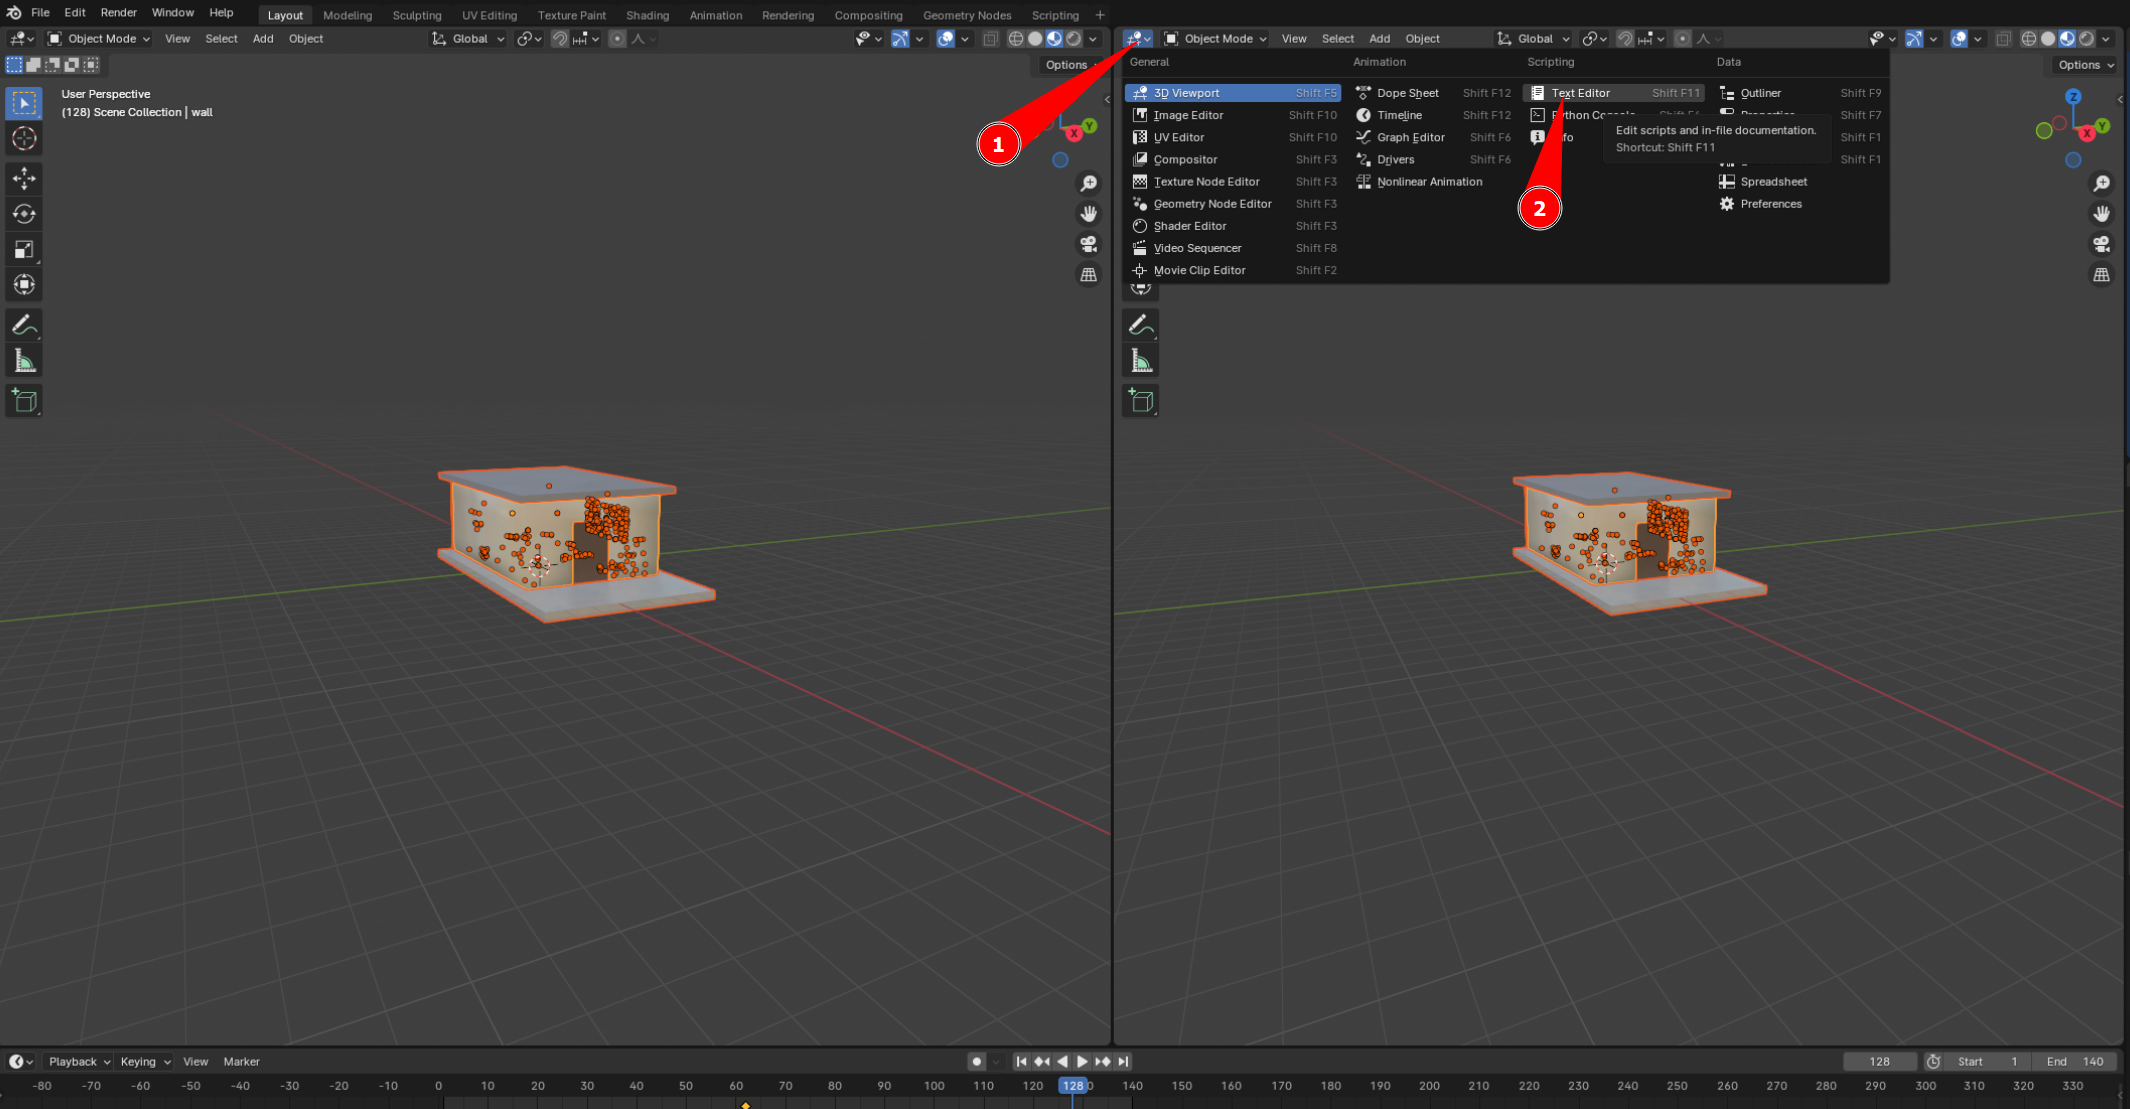 File Edit Render Window Help Layout Modeling Sculpting UV Editing Texture Paint Shading Animation Rendering Compositing Geometry Nodes Scripting +
Object Mode View Select Add Object Global
Object Mode View Select Add Object Global
Options
Options
User Perspective
(128) Scene Collection | wall
X Y
Z
X Y
1
2
General
3D Viewport Shift F5
Image Editor Shift F10
UV Editor Shift F10
Compositor Shift F3
Texture Node Editor Shift F3
Geometry Node Editor Shift F3
Shader Editor Shift F3
Video Sequencer Shift F8
Movie Clip Editor Shift F2
Animation
Dope Sheet Shift F12
Timeline Shift F12
Graph Editor Shift F6
Drivers Shift F6
Nonlinear Animation
Scripting
Text Editor Shift F11
Python Console
Edit scripts and in-file documentation.
Shortcut: Shift F11
Data
Outliner Shift F9
Shift F7
Shift F1
Shift F1
Spreadsheet
Preferences
Playback Keying View Marker
128 Start 1 End 140
-80 -70 -60 -50 -40 -30 -20 -10 0 10 20 30 40 50 60 70 80 90 100 110 120 128 140 150 160 170 180 190 200 210 220 230 240 250 260 270 280 290 300 310 320 330